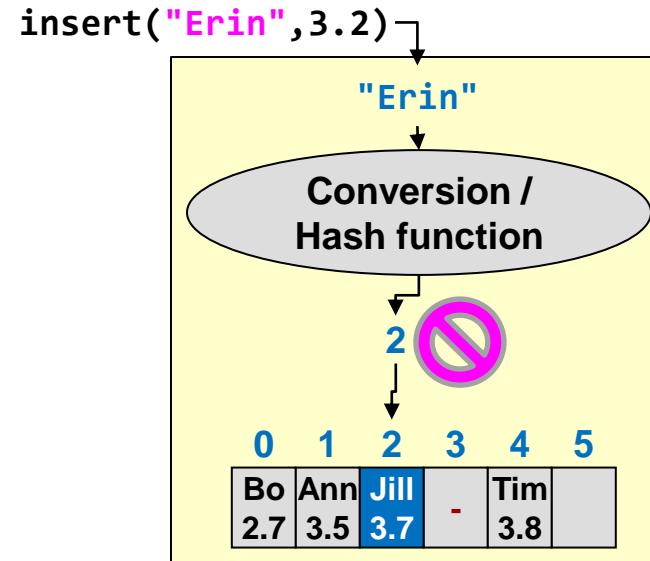 insert("Erin",3.2)
"Erin"
Conversion /
Hash function
2
0 1 2 3 4 5
Bo Ann Jill - Tim
2.7 3.5 3.7 3.8